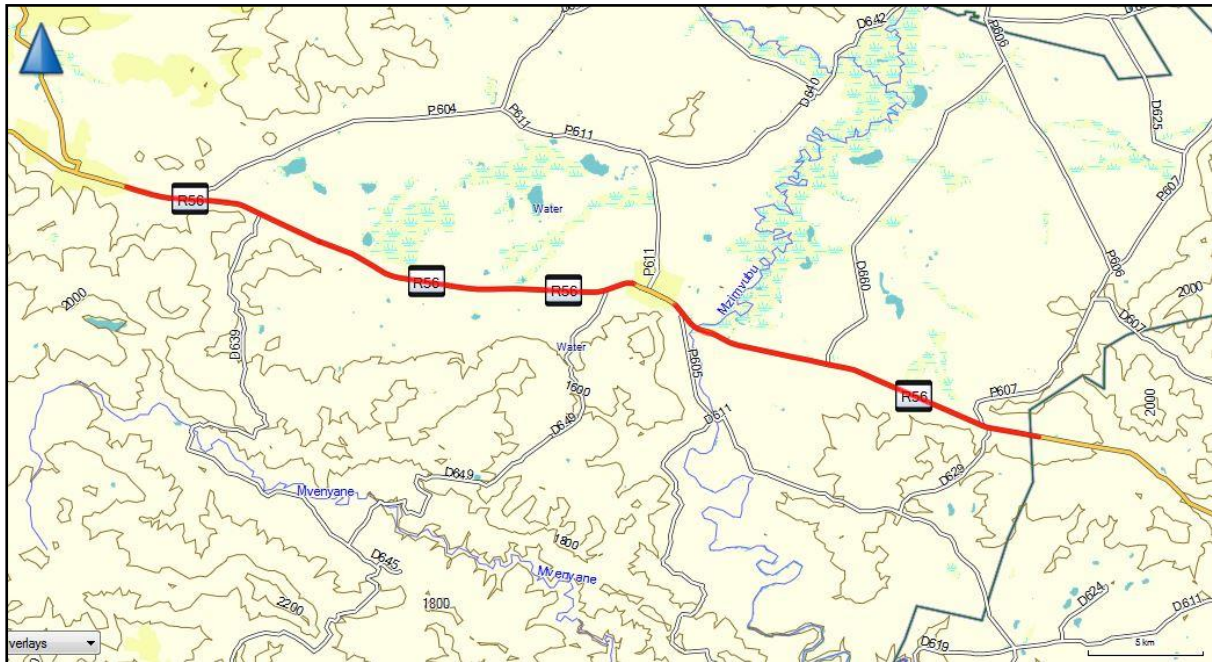 D642
P606
P604
P611
P611
D640
D625
R56
Water
P607
P611
Mzimvubu
D660
P606
R56
R56
2000
2000
D639
D607
Water
P605
1600
R56
P607
2000
D649
D611
D649
D629
Mvenyane
1800
Mvenyane
D645
2200
1800
D624
D611
verlays
D619
5 km